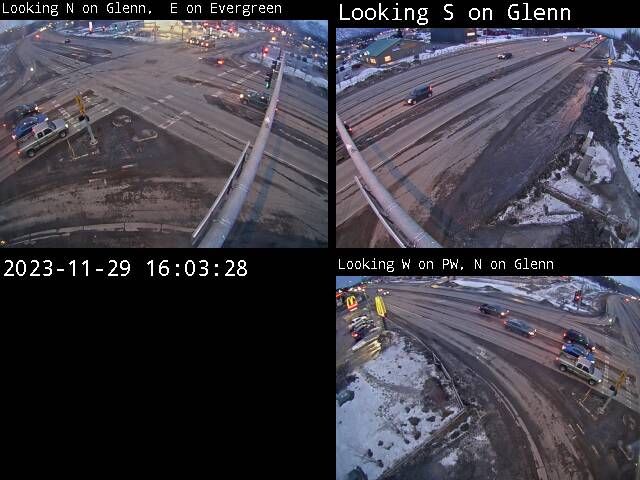 Looking N on Glenn,  E on Evergreen
Looking S on Glenn
2023-11-29 16:03:28
Looking W on PW, N on Glenn